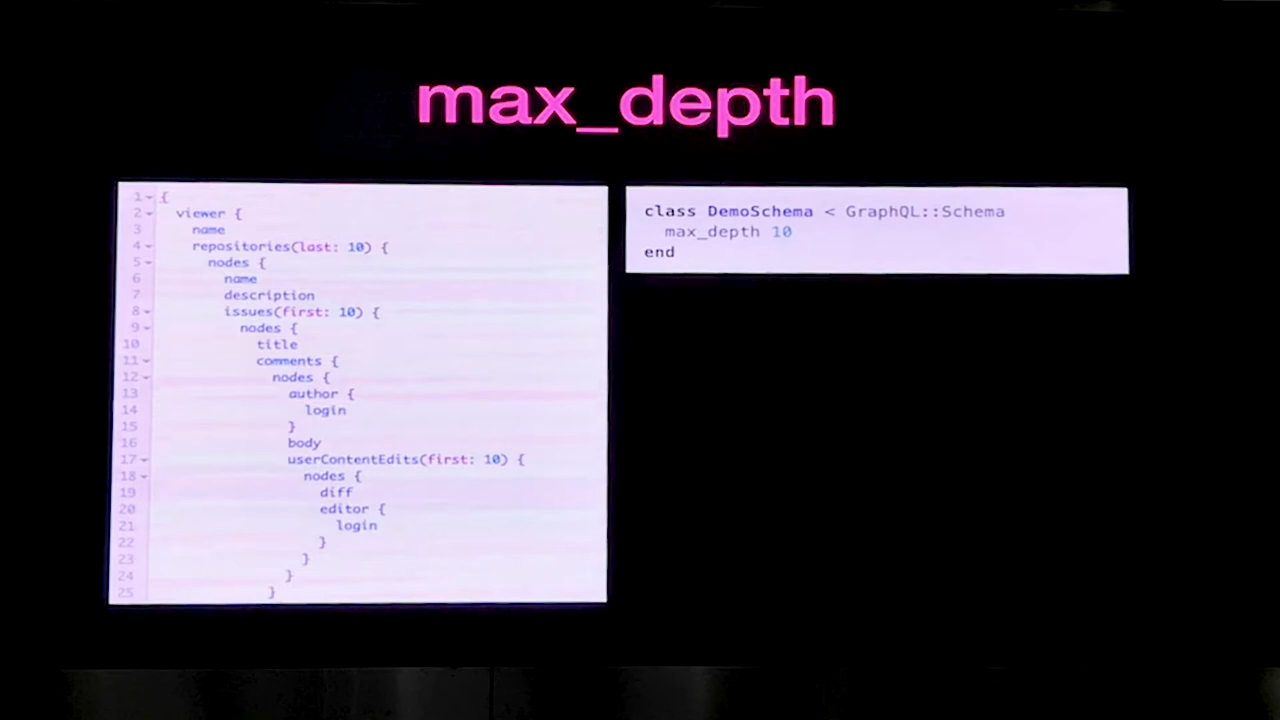 max_depth
1 {
2 viewer {
3 name
4 repositories(last: 10) {
5 nodes {
6 name
7 description
8 issues(first: 10) {
9 nodes {
10 title
11 comments {
12 nodes {
13 author {
14 login
15 }
16 body
17 userContentEdits(first: 10) {
18 nodes {
19 diff
20 editor {
21 login
22 }
23 }
24 }
25 }
class DemoSchema < GraphQL::Schema
max_depth 10
end